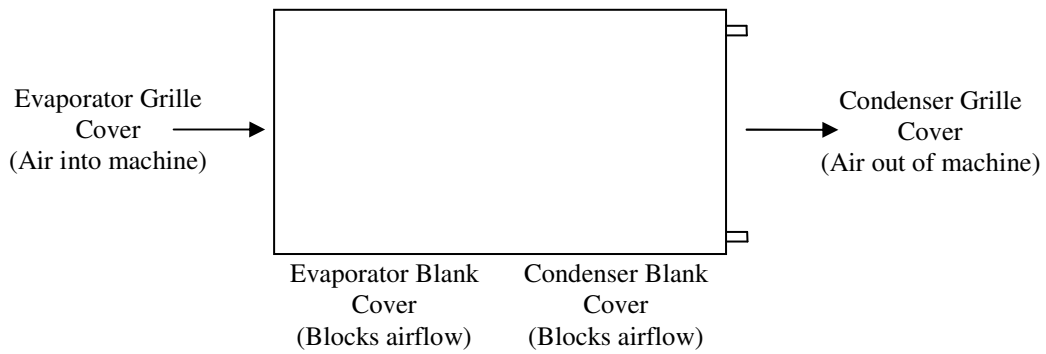 Evaporator Grille
Cover
(Air into machine)
Condenser Grille
Cover
(Air out of machine)
Evaporator Blank
Cover
(Blocks airflow)
Condenser Blank
Cover
(Blocks airflow)